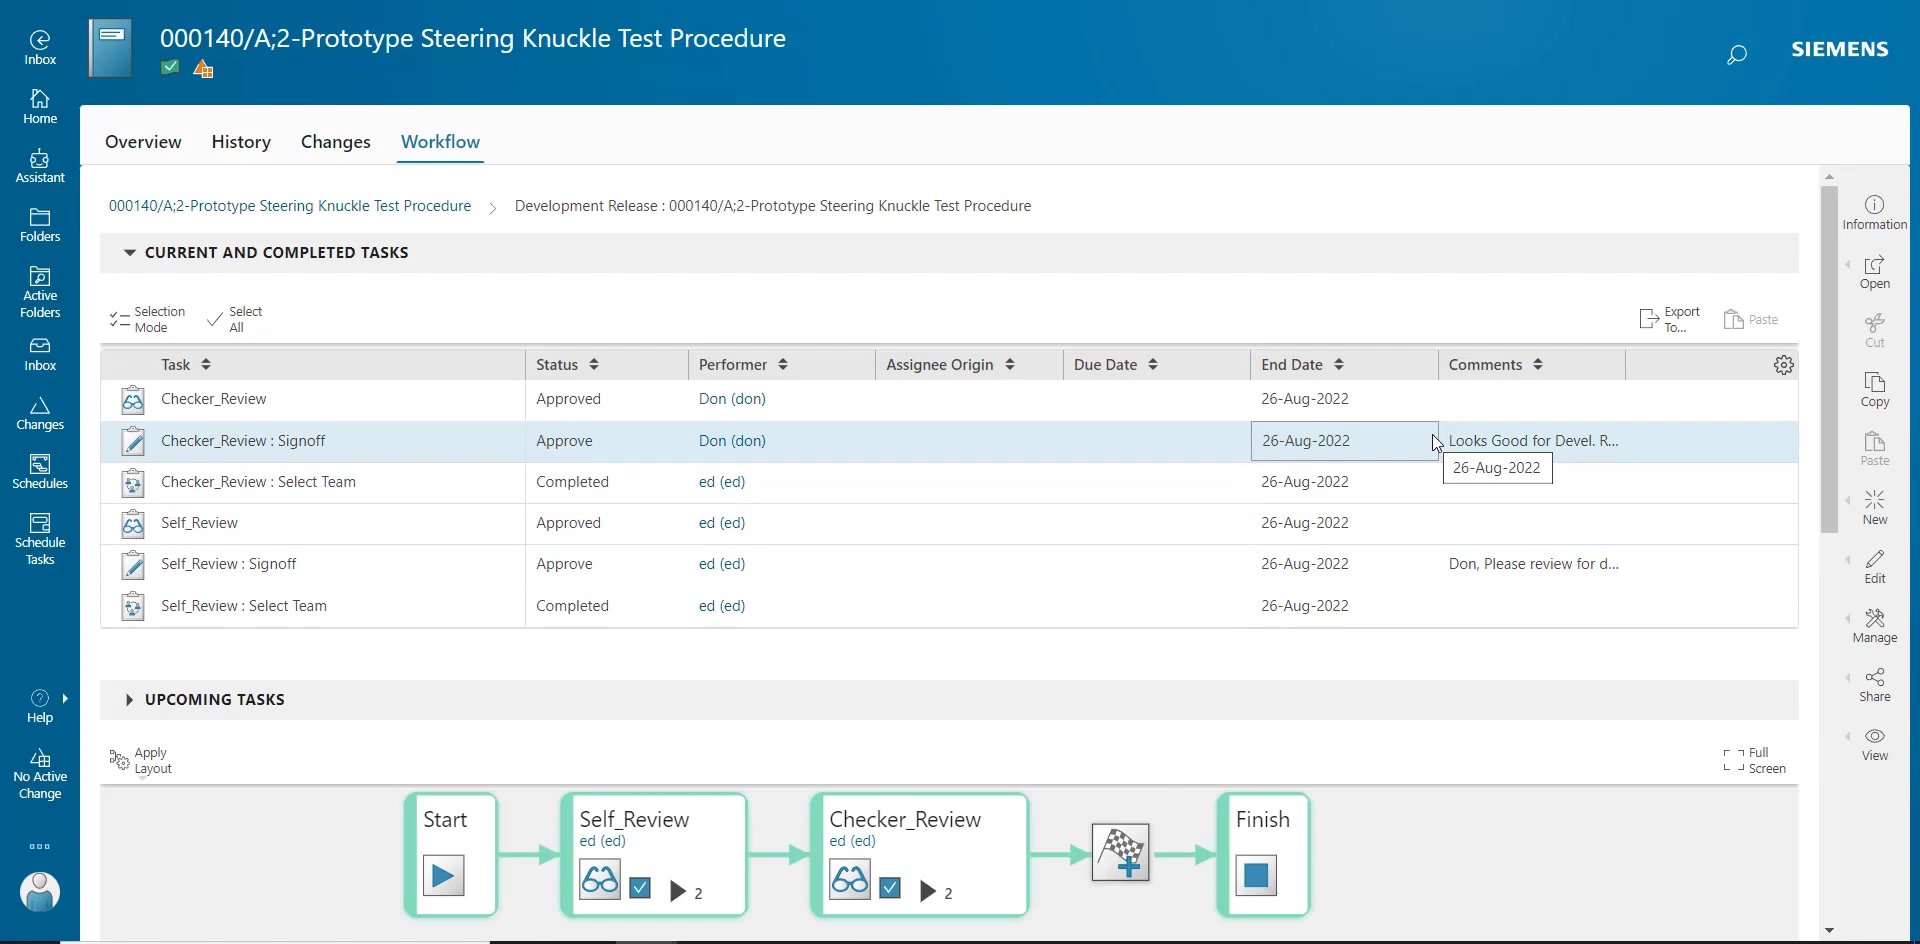 Inbox
Home
Assistant
Folders
Active
Folders
Inbox
Changes
Schedules
Schedule
Tasks
Help
No Active
Change
000140/A;2-Prototype Steering Knuckle Test Procedure
SIEMENS
Overview History Changes Workflow
000140/A;2-Prototype Steering Knuckle Test Procedure > Development Release : 000140/A;2-Prototype Steering Knuckle Test Procedure
CURRENT AND COMPLETED TASKS
Selection
Mode
Select
All
Export
To...
Paste
Task Status Performer Assignee Origin Due Date End Date Comments
Checker_Review Approved Don (don) 26-Aug-2022
Checker_Review : Signoff Approve Don (don) 26-Aug-2022 Looks Good for Devel. R...
26-Aug-2022
Checker_Review : Select Team Completed ed (ed) 26-Aug-2022
Self_Review Approved ed (ed) 26-Aug-2022
Self_Review : Signoff Approve ed (ed) 26-Aug-2022 Don, Please review for d...
Self_Review : Select Team Completed ed (ed) 26-Aug-2022
UPCOMING TASKS
Apply
Layout
Full
Screen
Start
Self_Review
ed (ed)
2
Checker_Review
ed (ed)
2
Finish
Information
Open
Cut
Copy
Paste
New
Edit
Manage
Share
View